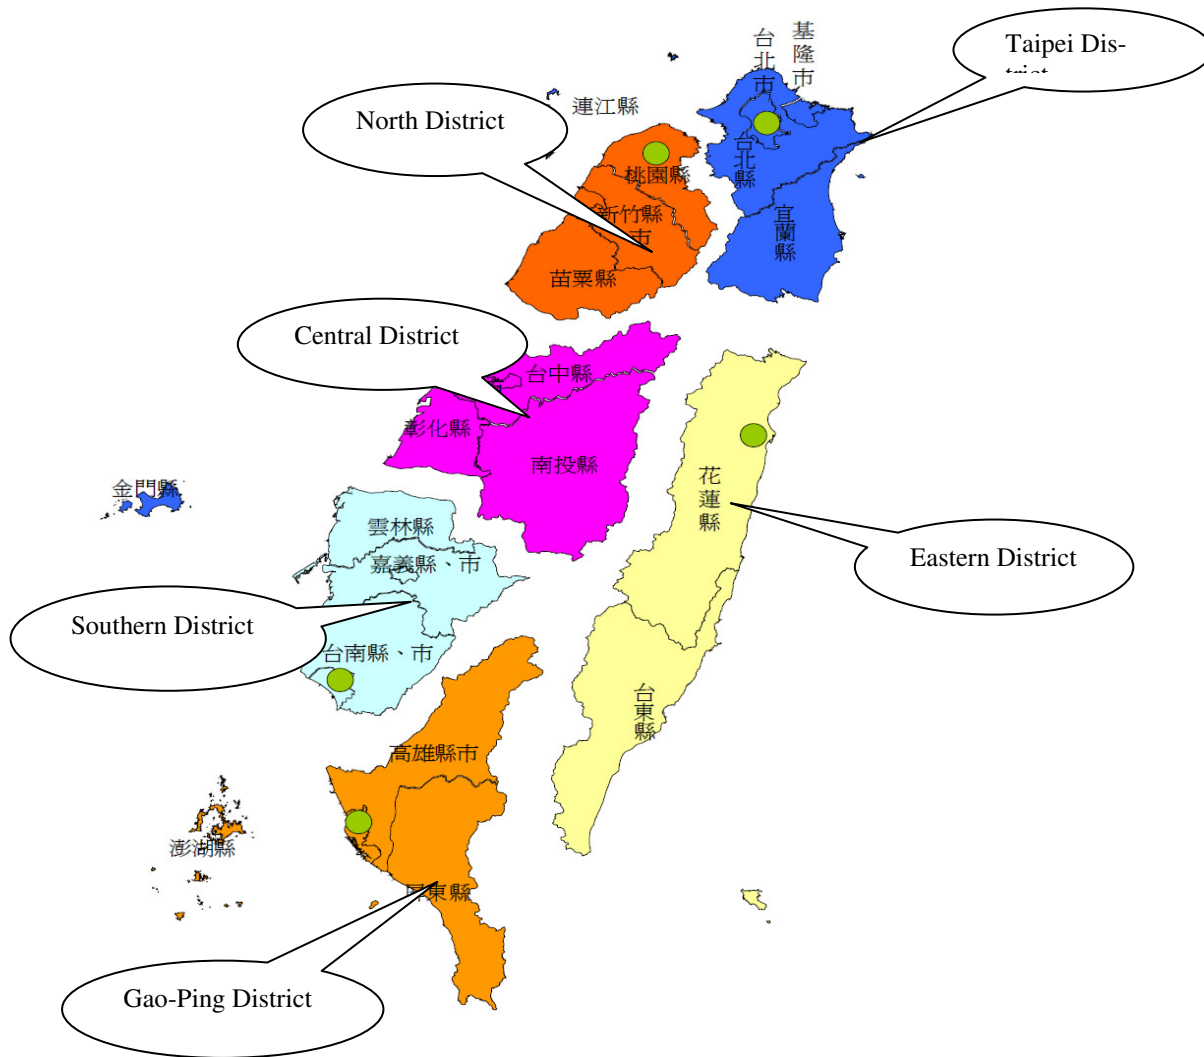 基隆市
台北市
Taipei Dis-
連江縣
North District
台北縣
桃園縣
新竹縣
市
宜蘭縣
苗栗縣
Central District
台中縣
彰化縣
南投縣
花蓮縣
金門縣
雲林縣
嘉義縣、市
Eastern District
Southern District
台南縣、市
台東縣
高雄縣市
澎湖縣
屏東縣
Gao-Ping District